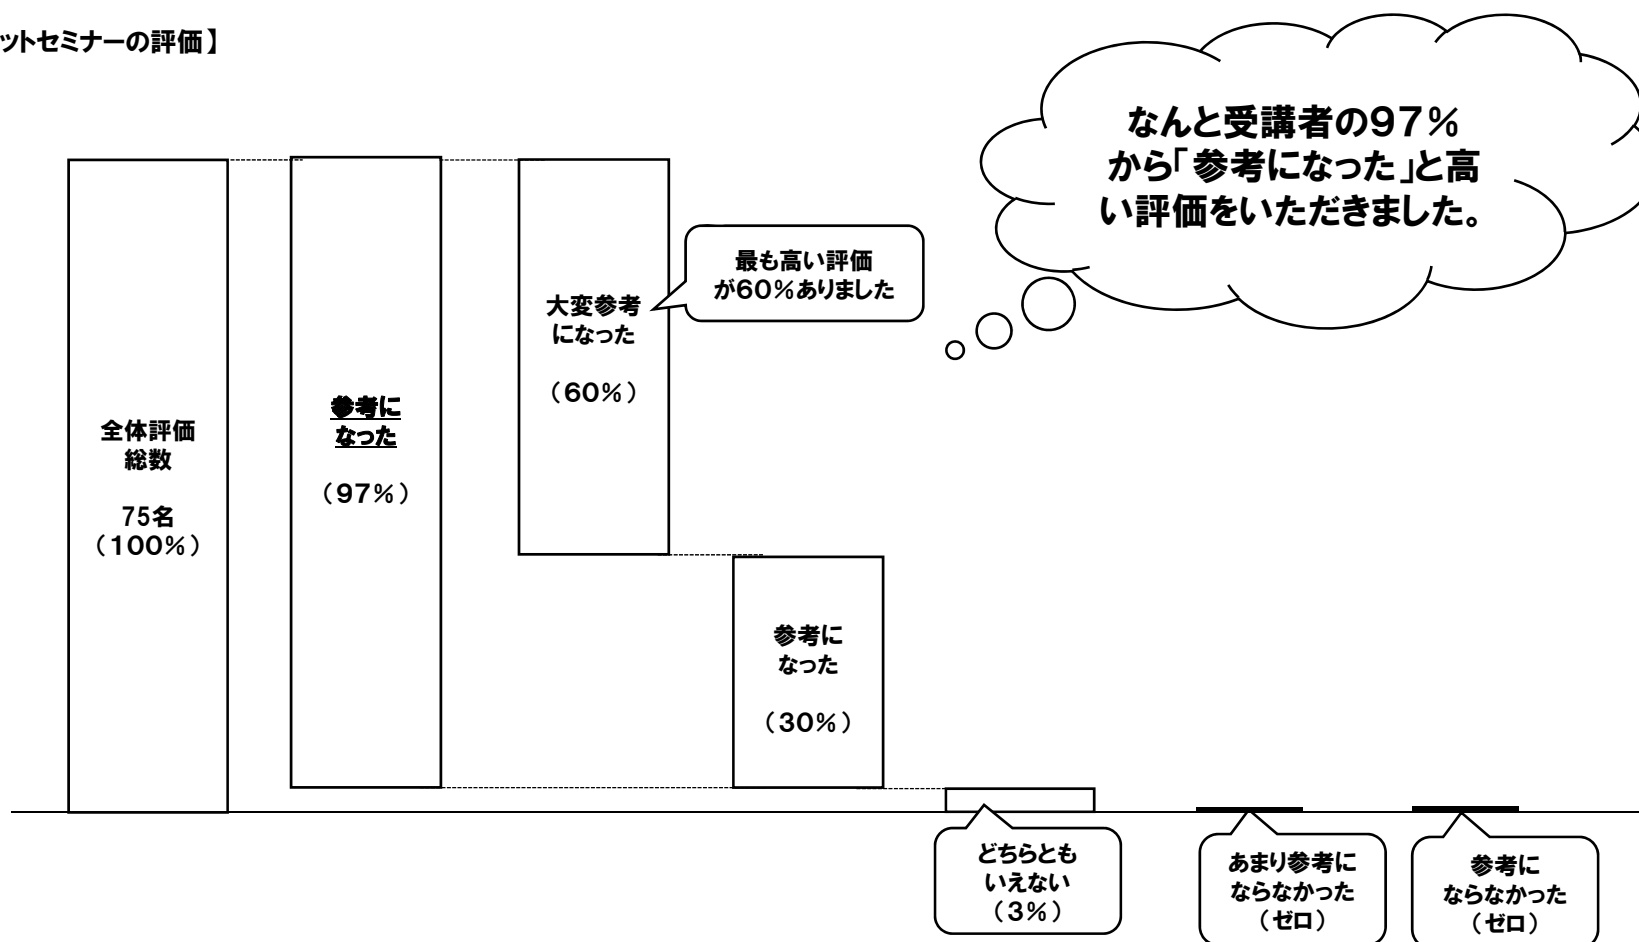 ットセミナーの評価】
なんと受講者の97%
から「参考になった」と高
い評価をいただきました。
最も高い評価
が60%ありました
大変参考
になった
（60%）
参考に
なった
（97%）
全体評価
総数
75名
（100%）
参考に
なった
（30%）
どちらとも
いえない
（3%）
あまり参考に
ならなかった
（ゼロ）
参考に
ならなかった
（ゼロ）